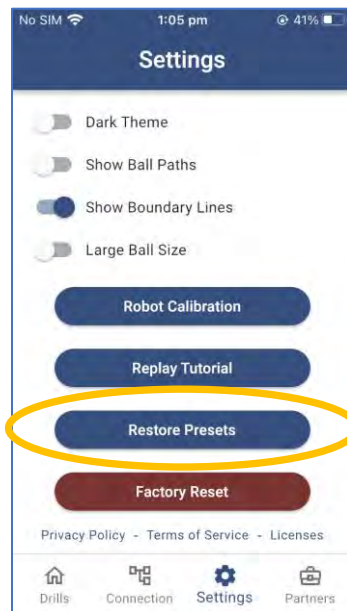 No SIM 1:05 pm 41%
Settings
Dark Theme
Show Ball Paths
Show Boundary Lines
Large Ball Size
Robot Calibration
Replay Tutorial
Restore Presets
Factory Reset
Privacy Policy - Terms of Service - Licenses
Drills Connection Settings Partners